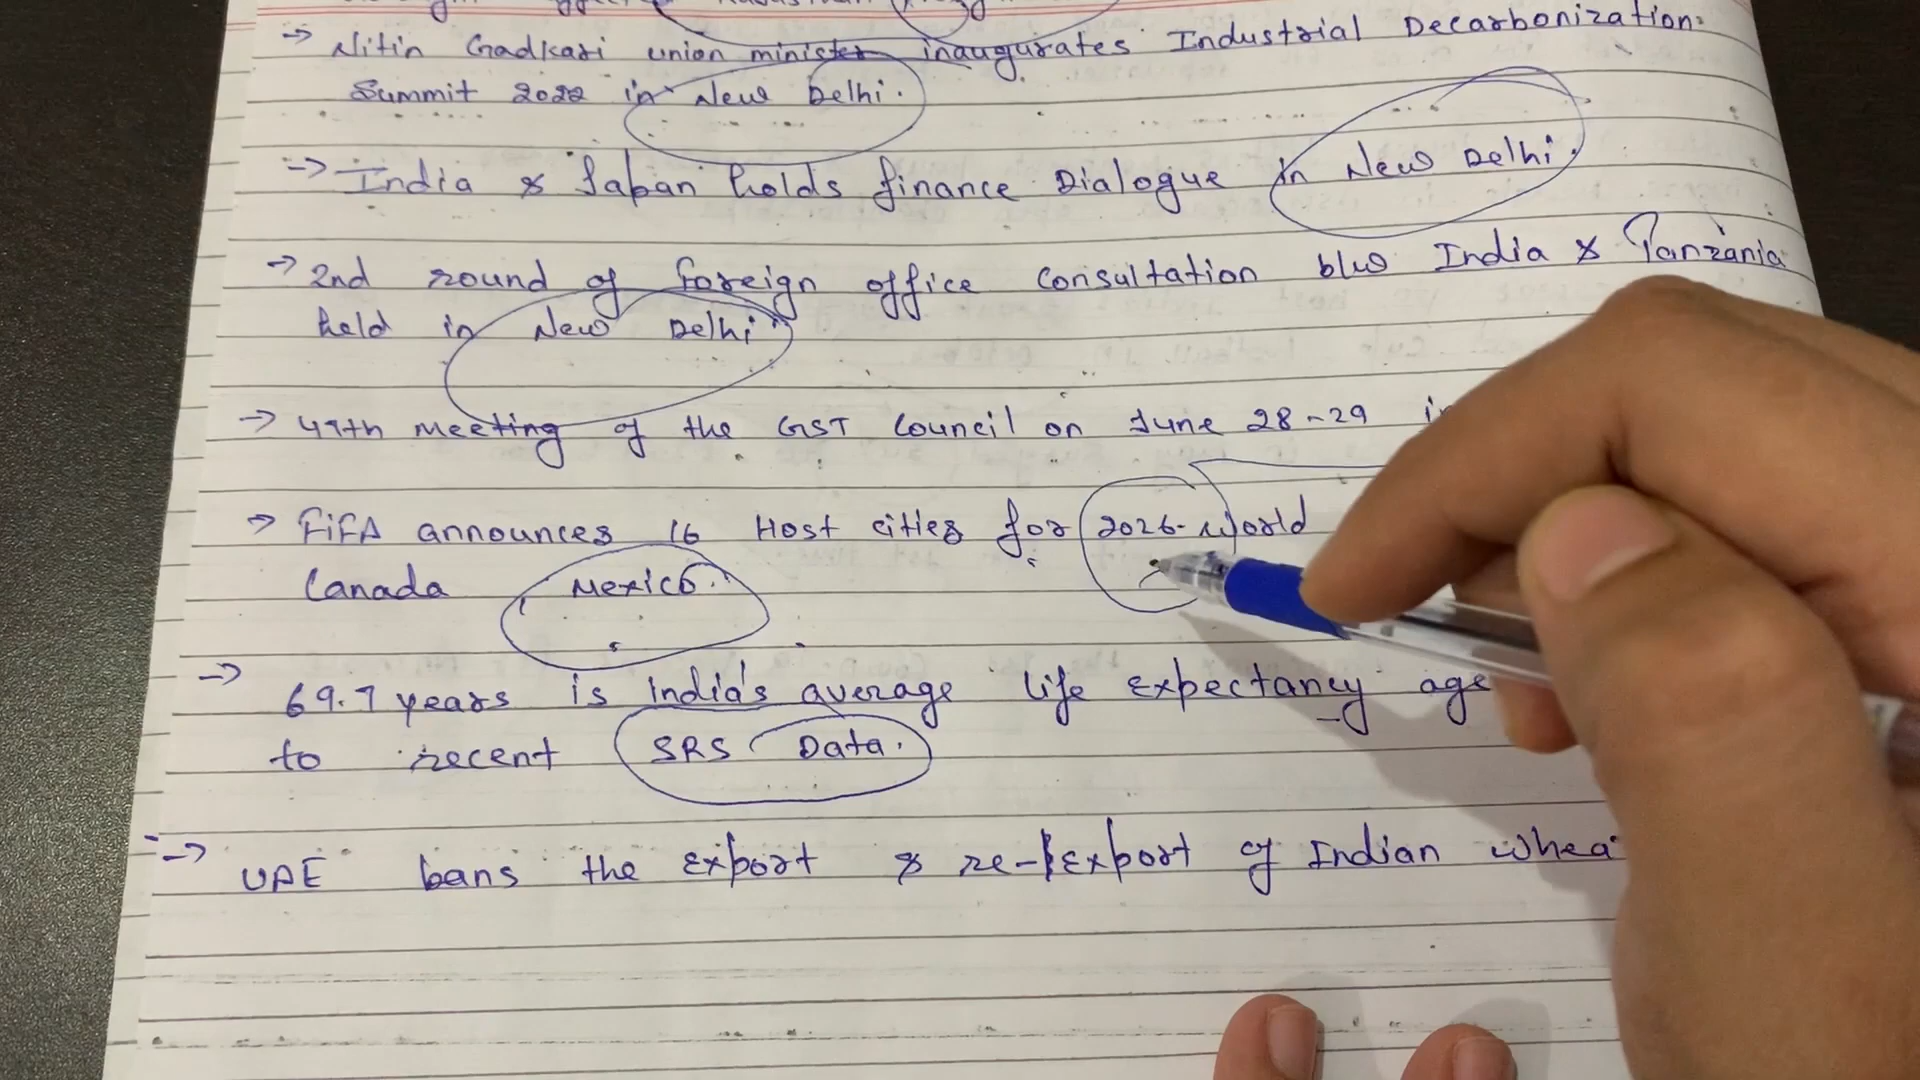 → Nitin Gadkari union minister inaugurates Industrial Decarbonization
Summit 2022 in New Delhi.
→ India & Japan holds finance Dialogue in New Delhi.
→ 2nd round of foreign office Consultation b/w India & Tanzania
held in New Delhi
→ 47th meeting of the GST Council on June 28-29 in
→ FiFA announces 16 Host cities for 2026 world
Canada Mexico.
→ 69.7 years is india's average life expectancy age
to recent SRS Data.
→ UAE bans the export & re-export of Indian whea